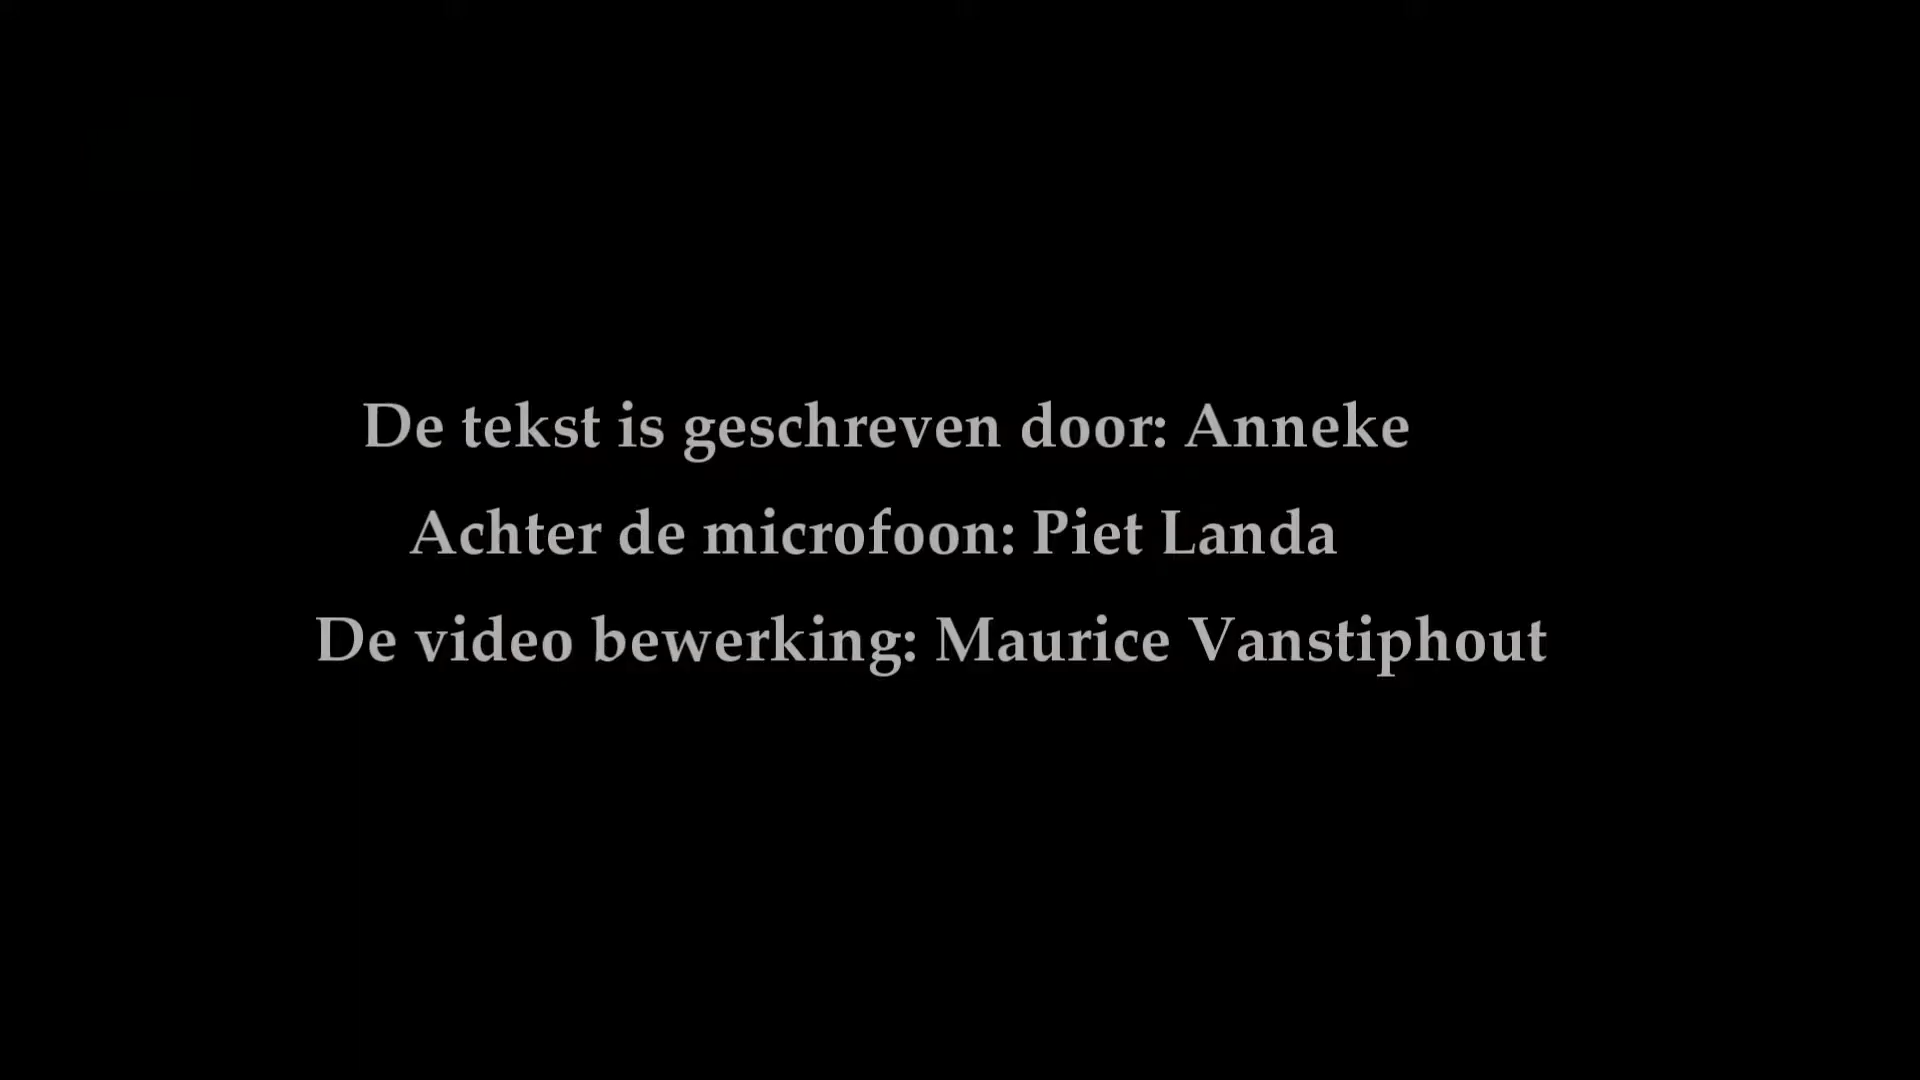 De tekst is geschreven door: Anneke
Achter de microfoon: Piet Landa
De video bewerking: Maurice Vanstiphout